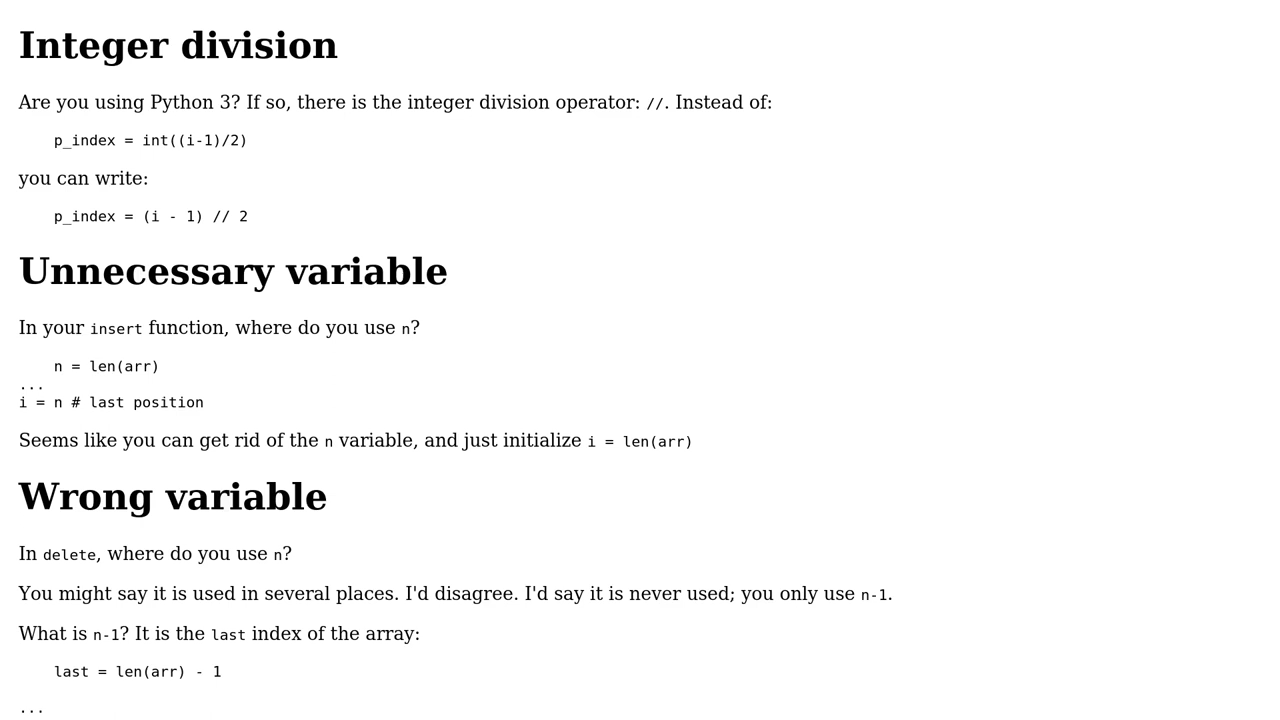 Integer division
Are you using Python 3? If so, there is the integer division operator: //. Instead of:
p_index = int((i-1)/2)
you can write:
p_index = (i - 1) // 2
Unnecessary variable
In your insert function, where do you use n?
n = len(arr)
...
i = n # last position
Seems like you can get rid of the n variable, and just initialize i = len(arr)
Wrong variable
In delete, where do you use n?
You might say it is used in several places. I'd disagree. I'd say it is never used; you only use n-1.
What is n-1? It is the last index of the array:
last = len(arr) - 1
...